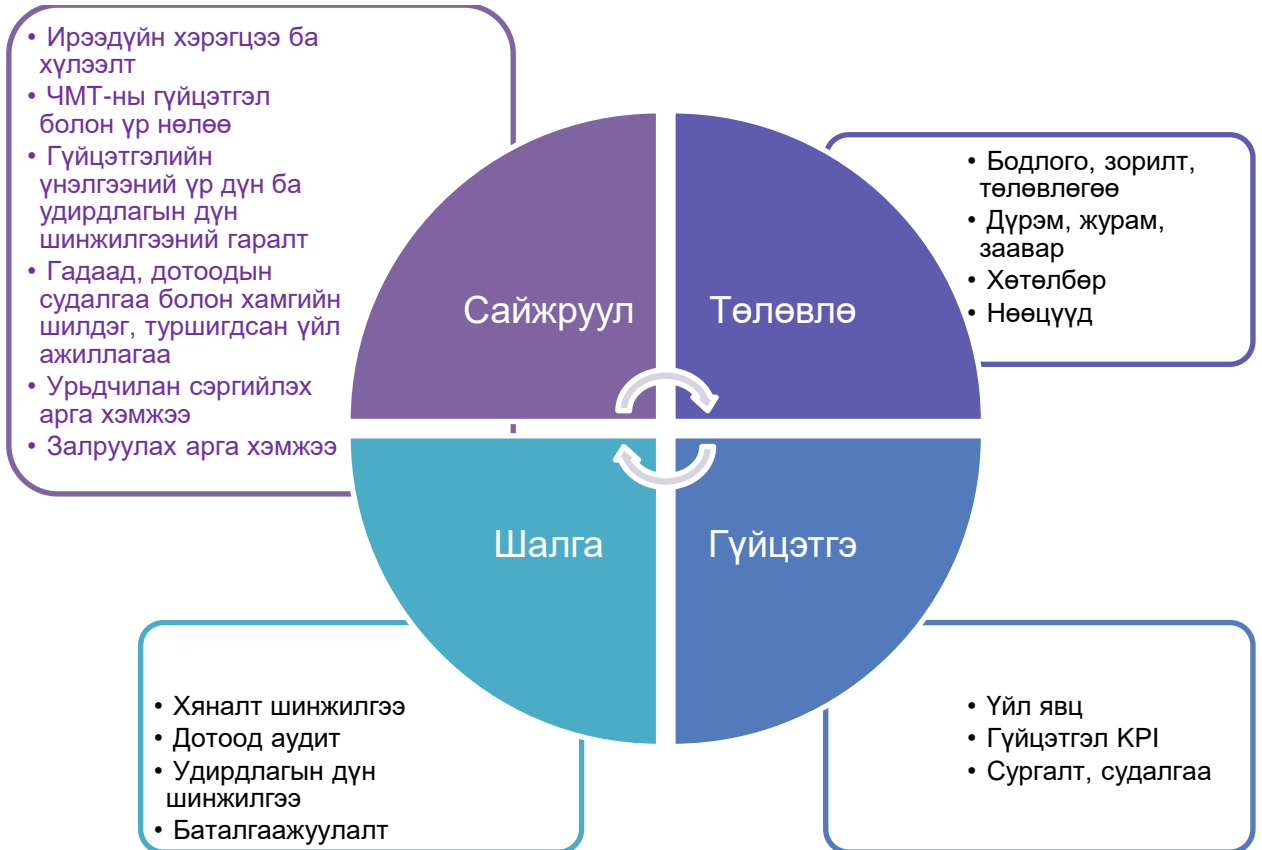 • Ирээдүйн хэрэгцээ ба
хүлээлт
• ЧМТ-ны гүйцэтгэл
болон үр нөлөө
• Гүйцэтгэлийн
үнэлгээний үр дүн ба
удирдлагын дүн
шинжилгээний гаралт
• Гадаад, дотоодын
судалгаа болон хамгийн
шилдэг, туршигдсан үйл
ажиллагаа
• Урьдчилан сэргийлэх
арга хэмжээ
• Залруулах арга хэмжээ
Сайжруул
Төлөвлө
• Бодлого, зорилт,
төлөвлөгөө
• Дүрэм, журам,
заавар
• Хөтөлбөр
• Нөөцүүд
Шалга
Гүйцэтгэ
• Хяналт шинжилгээ
• Дотоод аудит
• Удирдлагын дүн
шинжилгээ
• Баталгаажуулалт
• Үйл явц
• Гүйцэтгэл KPI
• Сургалт, судалгаа